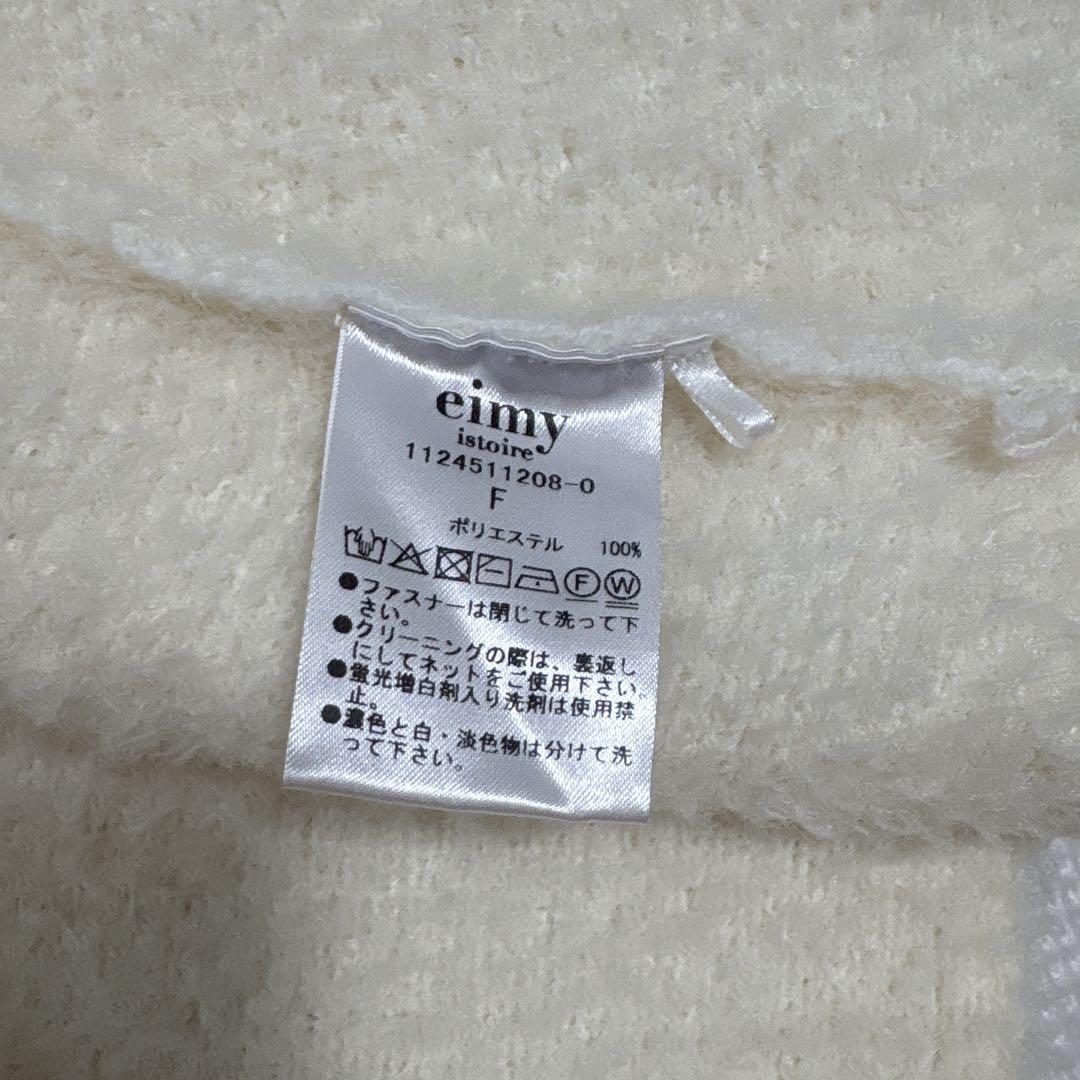 eimy
istoire
1124511208-0
F
ポリエステル 100%
F W
●ファスナーは閉じて洗って下
さい。
●クリーニングの際は、裏返し
にしてネットをご使用下さい。
●蛍光増白剤入り洗剤は使用禁
止。
●濃色と白・淡色物は分けて洗
って下さい。